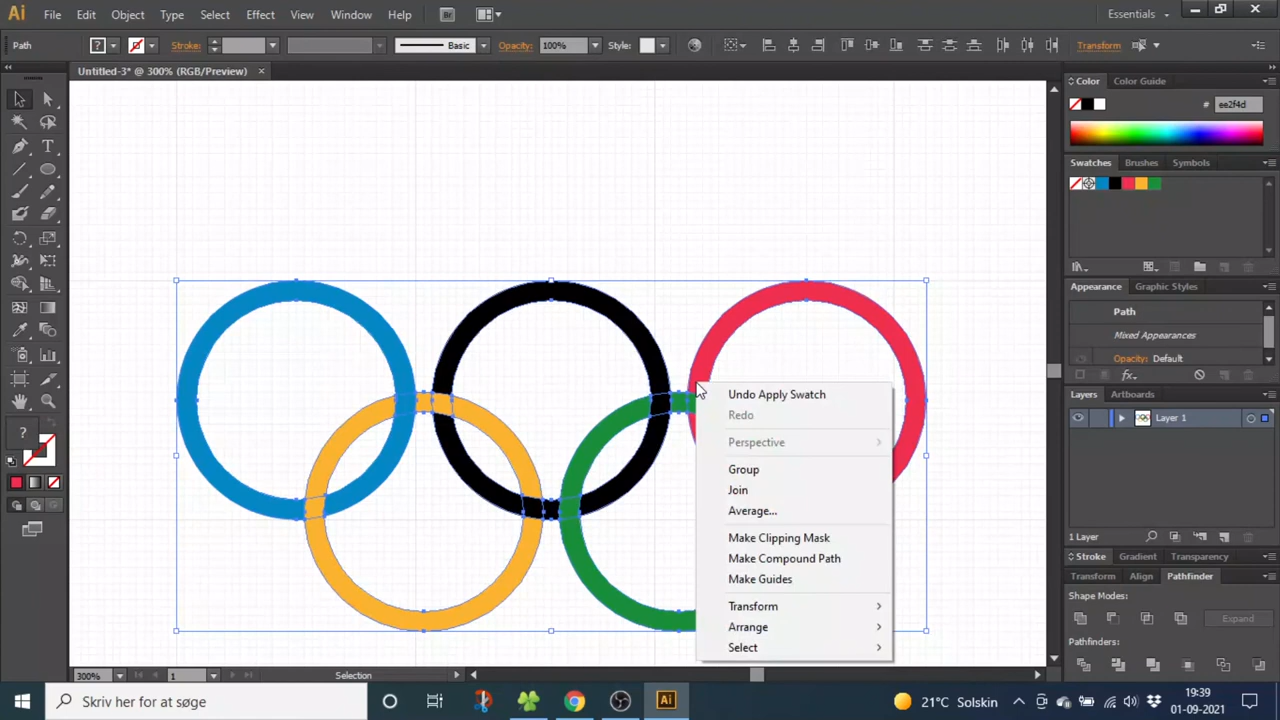 Ai File Edit Object Type Select Effect View Window Help Br Essentials
Path ? Stroke: Basic Opacity: 100% Style: Transform
Untitled-3* @ 300% (RGB/Preview)
Color Color Guide
# ee2f4d
Swatches Brushes Symbols
Appearance Graphic Styles
Path
Mixed Appearances
Opacity: Default
fx
Layers Artboards
Layer 1
1 Layer
Stroke Gradient Transparency
Transform Align Pathfinder
Shape Modes:
Expand
Pathfinders:
T
?
Undo Apply Swatch
Redo
Perspective
Group
Join
Average...
Make Clipping Mask
Make Compound Path
Make Guides
Transform
Arrange
Select
300% 1 Selection
Skriv her for at søge
Ai
21°C Solskin
19:39
01-09-2021